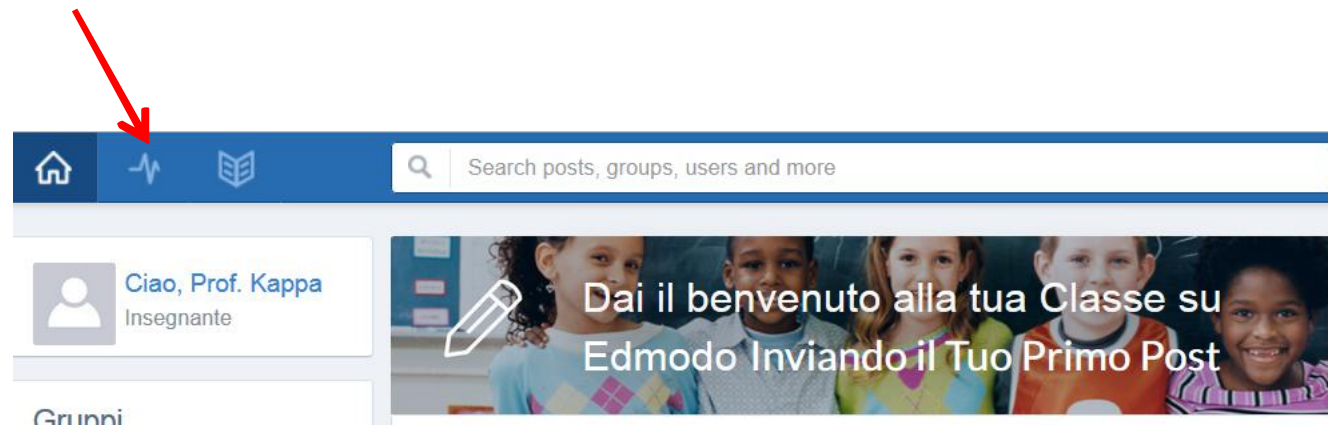 Search posts, groups, users and more
Ciao, Prof. Kappa
Insegnante
Dai il benvenuto alla tua Classe su
Edmodo Inviando il Tuo Primo Post
Gruppi